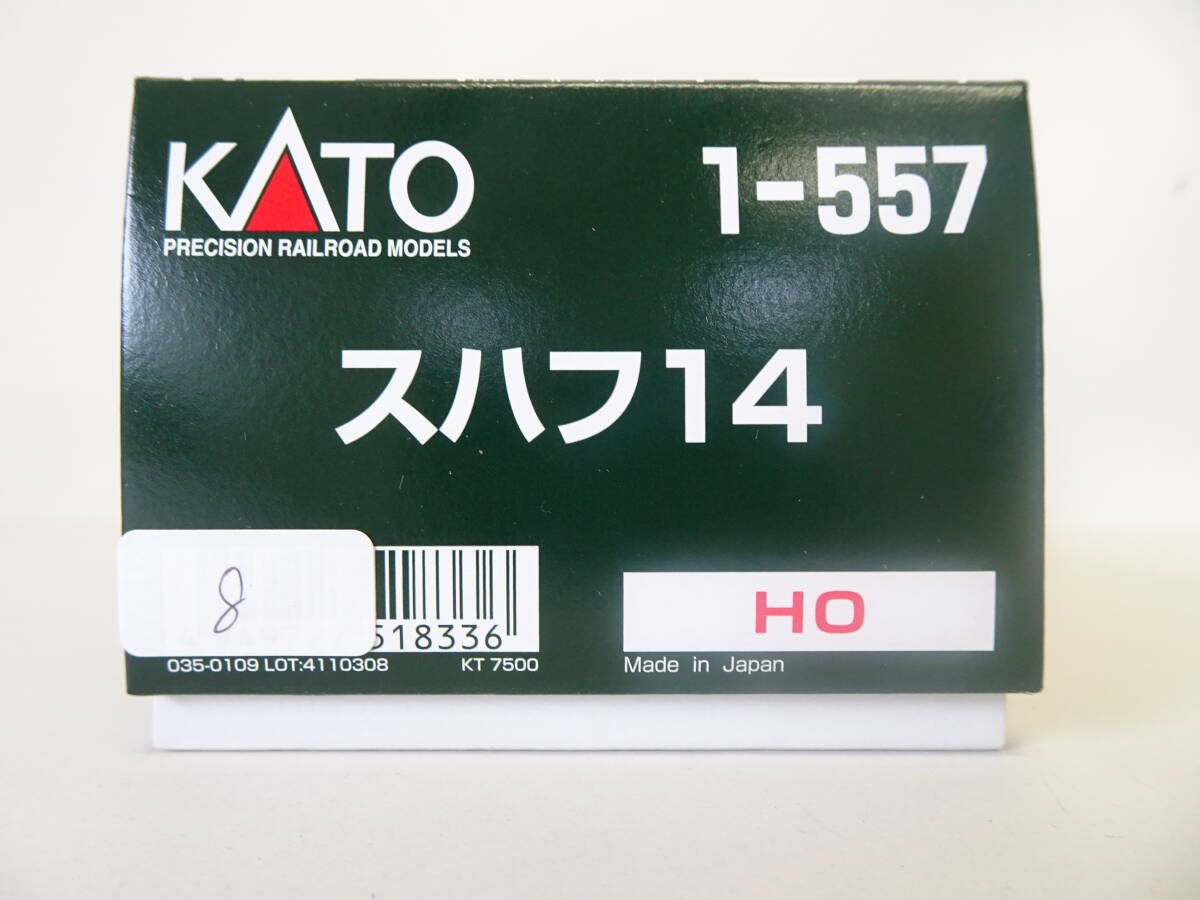 KATO 1-557
PRECISION RAILROAD MODELS
スハフ14
8
518336
HO
035-0109 LOT:4110308 KT 7500
Made in Japan